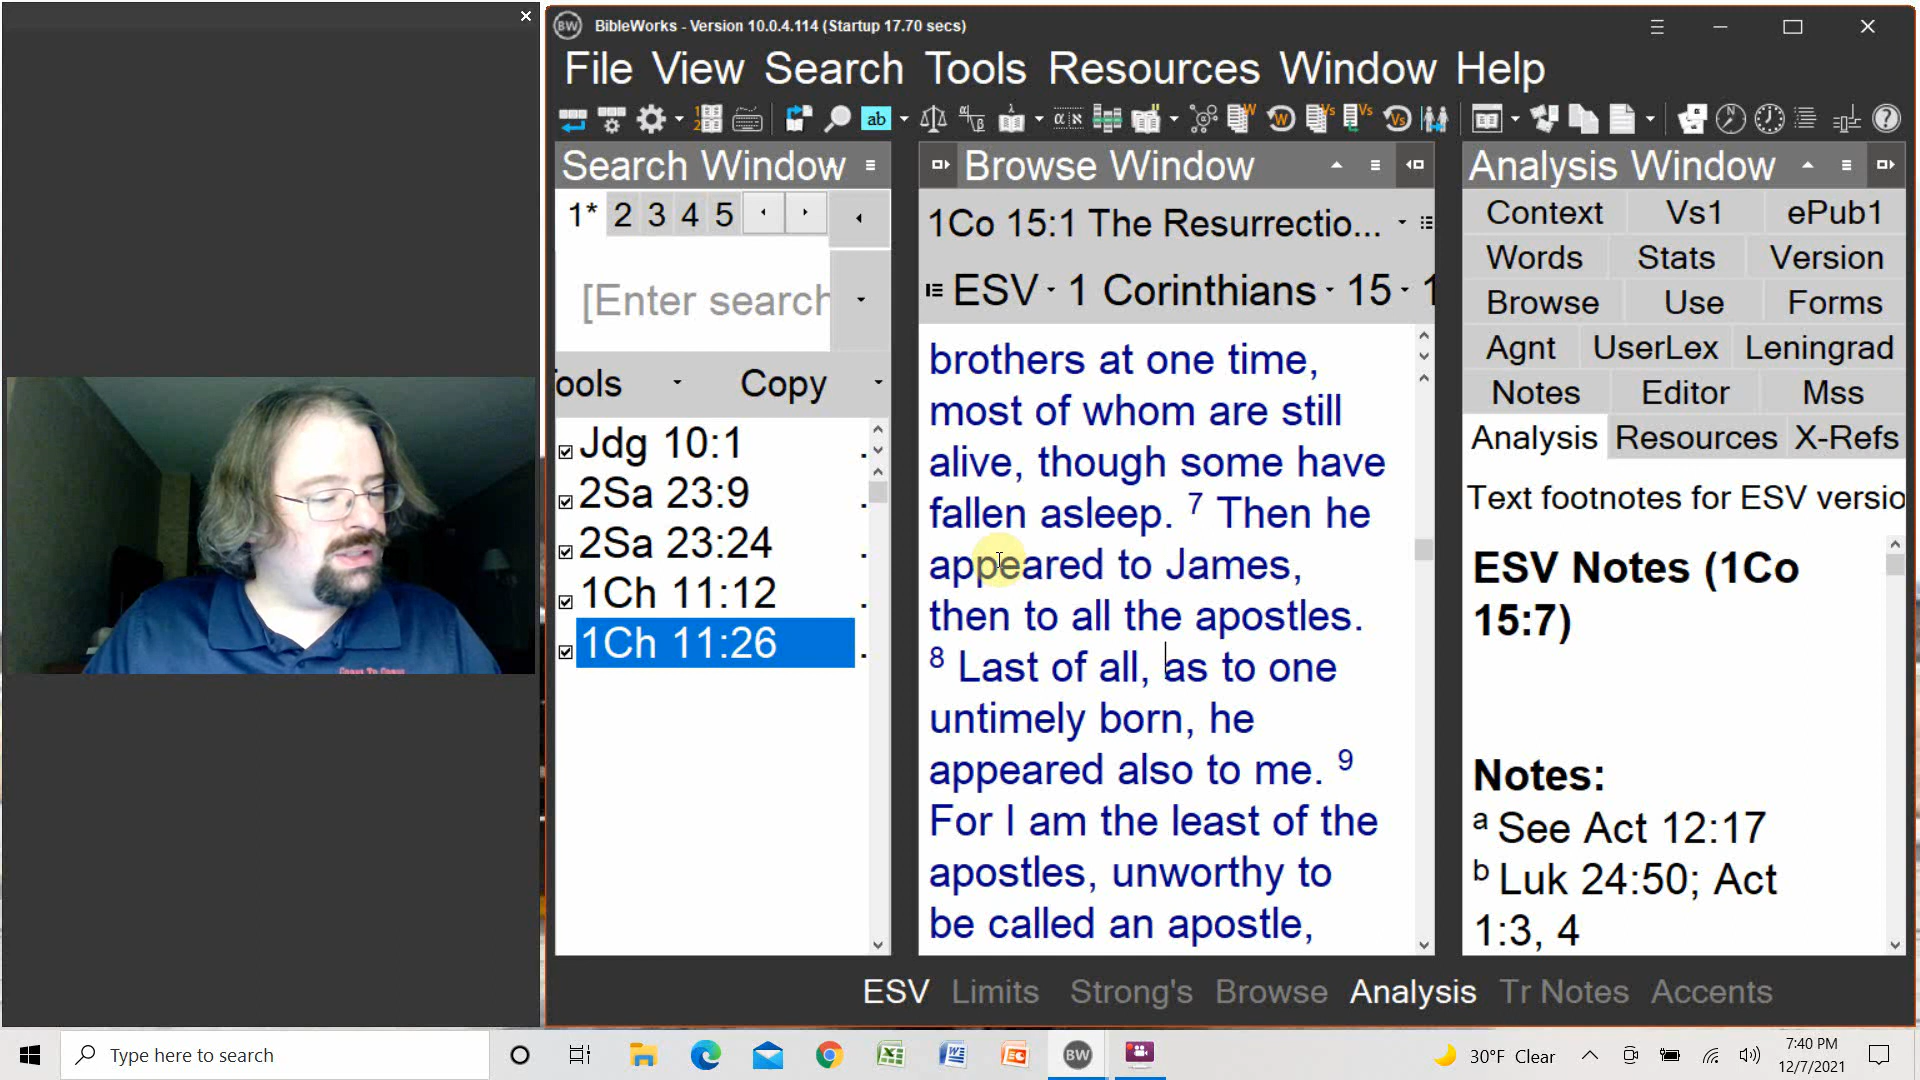 BibleWorks - Version 10.0.4.114 (Startup 17.70 secs)
File View Search Tools Resources Window Help
Search Window
1* 2 3 4 5
[Enter search
ools Copy
Jdg 10:1
2Sa 23:9
2Sa 23:24
1Ch 11:12
1Ch 11:26
Browse Window
1Co 15:1 The Resurrectio...
ESV 1 Corinthians 15 1
brothers at one time,
most of whom are still
alive, though some have
fallen asleep. 7 Then he
appeared to James,
then to all the apostles.
8 Last of all, as to one
untimely born, he
appeared also to me. 9
For I am the least of the
apostles, unworthy to
be called an apostle,
Analysis Window
Context Vs1 ePub1
Words Stats Version
Browse Use Forms
Agnt UserLex Leningrad
Notes Editor Mss
Analysis Resources X-Refs
Text footnotes for ESV versio
ESV Notes (1Co
15:7)
Notes:
a See Act 12:17
b Luk 24:50; Act
1:3, 4
ESV Limits Strong's Browse Analysis Tr Notes Accents
Type here to search
BW
30°F Clear
7:40 PM
12/7/2021